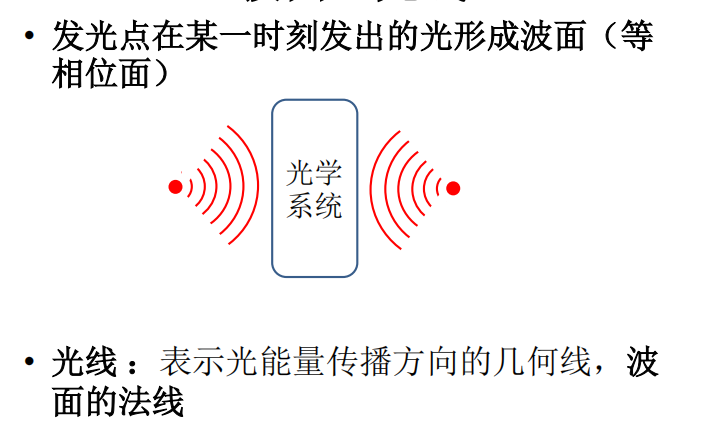 • 发光点在某一时刻发出的光形成波面（等
相位面）
光学
系统
• 光线：表示光能量传播方向的几何线，波
面的法线